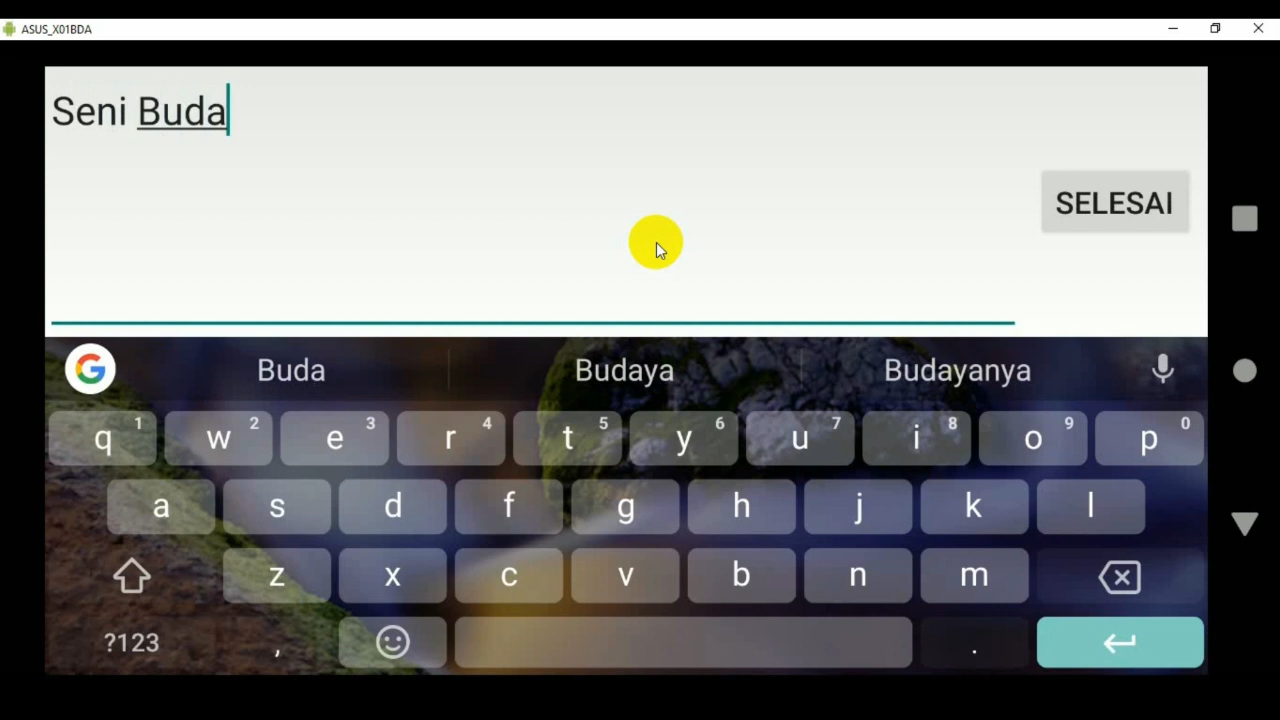 ASUS_X01BDA
Seni Buda
SELESAI
Buda Budaya Budayanya
q 1 w 2 e 3 r 4 t 5 y 6 u 7 i 8 o 9 p 0
a s d f g h j k l
z x c v b n m
?123 , .